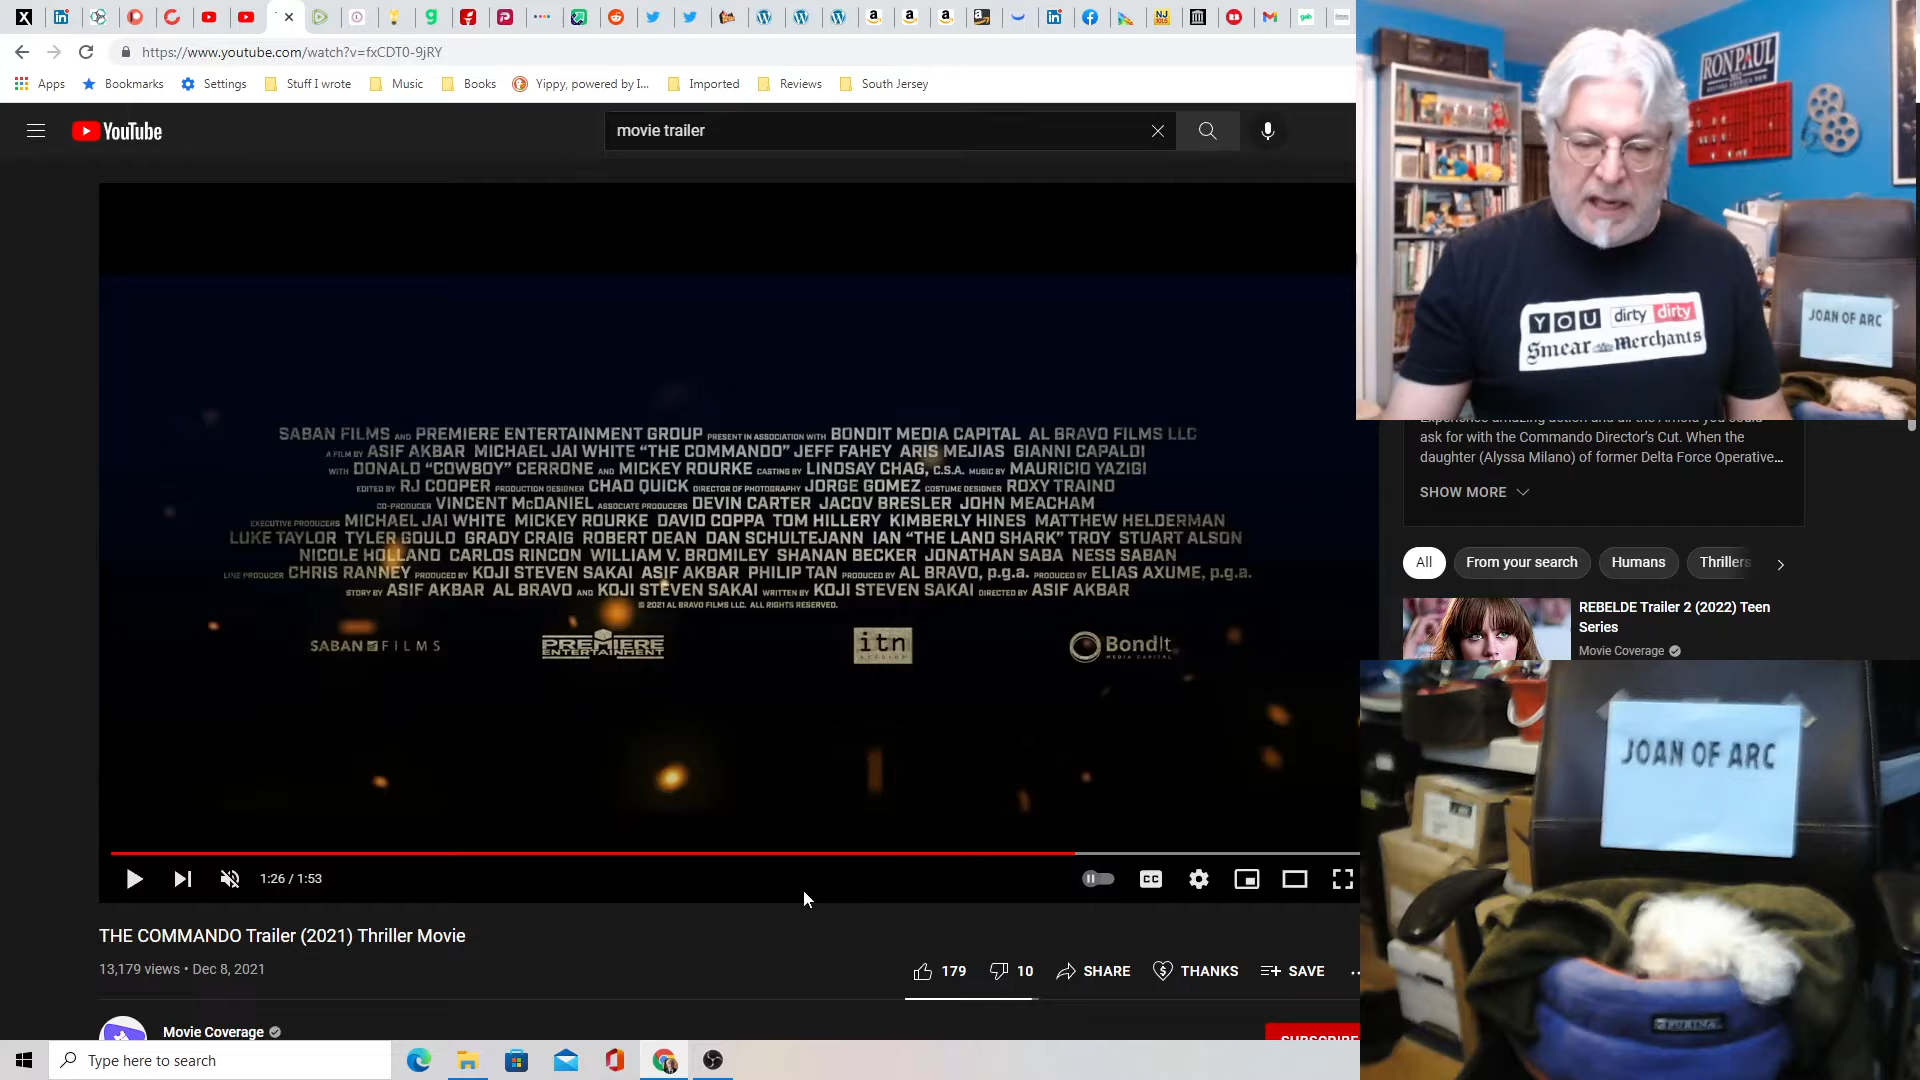 https://www.youtube.com/watch?v=fxCDT0-9jRY
Apps Bookmarks Settings Stuff I wrote Music Books Yippy, powered by I... Imported Reviews South Jersey
YouTube
movie trailer
SABAN FILMS AND PREMIERE ENTERTAINMENT GROUP PRESENT IN ASSOCIATION WITH BONDIT MEDIA CAPITAL AL BRAVO FILMS LLC
A FILM BY ASIF AKBAR MICHAEL JAI WHITE "THE COMMANDO" JEFF FAHEY ARIS MEJIAS GIANNI CAPALDI
WITH DONALD "COWBOY" CERRONE AND MICKEY ROURKE CASTING BY LINDSAY CHAG, C.S.A. MUSIC BY MAURICIO YAZIGI
EDITED BY RJ COOPER PRODUCTION DESIGNER CHAD QUICK DIRECTOR OF PHOTOGRAPHY JORGE GOMEZ COSTUME DESIGNER ROXY TRAINO
CO-PRODUCER VINCENT McDANIEL ASSOCIATE PRODUCERS DEVIN CARTER JACOV BRESLER JOHN MEACHAM
EXECUTIVE PRODUCERS MICHAEL JAI WHITE MICKEY ROURKE DAVID COPPA TOM HILLERY KIMBERLY HINES MATTHEW HELDERMAN
LUKE TAYLOR TYLER GOULD GRADY CRAIG ROBERT DEAN DAN SCHULTEJANN IAN "THE LAND SHARK" TROY STUART ALSON
NICOLE HOLLAND CARLOS RINCON WILLIAM V. BROMILEY SHANAN BECKER JONATHAN SABA NESS SABAN
LINE PRODUCER CHRIS RANNEY PRODUCED BY KOJI STEVEN SAKAI ASIF AKBAR PHILIP TAN PRODUCED BY AL BRAVO, p.g.a. PRODUCED BY ELIAS AXUME, p.g.a.
STORY BY ASIF AKBAR AL BRAVO AND KOJI STEVEN SAKAI WRITTEN BY KOJI STEVEN SAKAI DIRECTED BY ASIF AKBAR
© 2021 AL BRAVO FILMS LLC. ALL RIGHTS RESERVED.
SABAN FILMS PREMIERE ENTERTAINMENT itn BondIt MEDIA CAPITAL
1:26 / 1:53
CC
THE COMMANDO Trailer (2021) Thriller Movie
13,179 views • Dec 8, 2021
179 10 SHARE THANKS SAVE
Movie Coverage
Type here to search
RON PAUL
YOU dirty dirty
Smear Merchants
JOAN OF ARC
ask for with the Commando Director's Cut. When the
daughter (Alyssa Milano) of former Delta Force Operative...
SHOW MORE
All From your search Humans Thrillers
REBELDE Trailer 2 (2022) Teen
Series
Movie Coverage
JOAN OF ARC